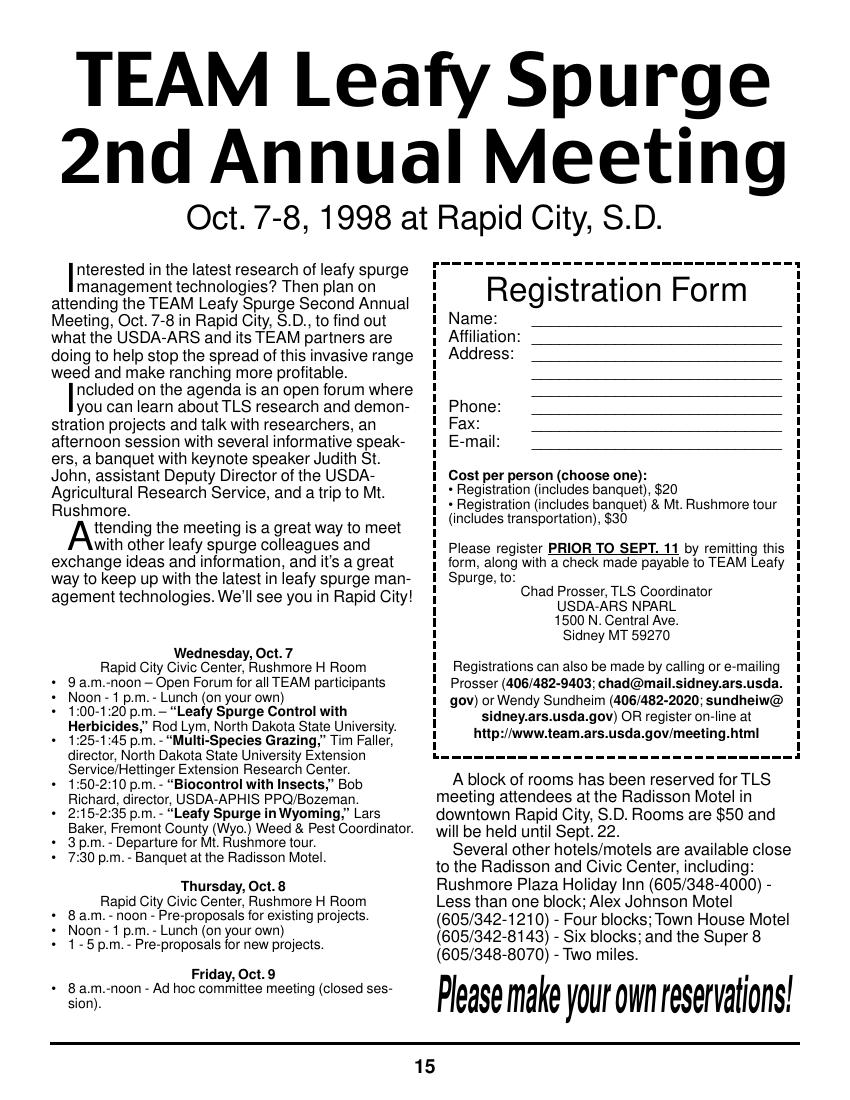 TEAM Leafy Spurge
2nd Annual Meeting
Oct. 7-8, 1998 at Rapid City, S.D.
Interested in the latest research of leafy spurge
management technologies? Then plan on
attending the TEAM Leafy Spurge Second Annual
Meeting, Oct. 7-8 in Rapid City, S.D., to find out
what the USDA-ARS and its TEAM partners are
doing to help stop the spread of this invasive range
weed and make ranching more profitable.
Included on the agenda is an open forum where
you can learn about TLS research and demon-
stration projects and talk with researchers, an
afternoon session with several informative speak-
ers, a banquet with keynote speaker Judith St.
John, assistant Deputy Director of the USDA-
Agricultural Research Service, and a trip to Mt.
Rushmore.
Attending the meeting is a great way to meet
with other leafy spurge colleagues and
exchange ideas and information, and it's a great
way to keep up with the latest in leafy spurge man-
agement technologies. We'll see you in Rapid City!
Wednesday, Oct. 7
Rapid City Civic Center, Rushmore H Room
• 9 a.m.-noon – Open Forum for all TEAM participants
• Noon - 1 p.m. - Lunch (on your own)
• 1:00-1:20 p.m. – “Leafy Spurge Control with
Herbicides,” Rod Lym, North Dakota State University.
• 1:25-1:45 p.m. - “Multi-Species Grazing,” Tim Faller,
director, North Dakota State University Extension
Service/Hettinger Extension Research Center.
• 1:50-2:10 p.m. - “Biocontrol with Insects,” Bob
Richard, director, USDA-APHIS PPQ/Bozeman.
• 2:15-2:35 p.m. - “Leafy Spurge in Wyoming,” Lars
Baker, Fremont County (Wyo.) Weed & Pest Coordinator.
• 3 p.m. - Departure for Mt. Rushmore tour.
• 7:30 p.m. - Banquet at the Radisson Motel.
Thursday, Oct. 8
Rapid City Civic Center, Rushmore H Room
• 8 a.m. - noon - Pre-proposals for existing projects.
• Noon - 1 p.m. - Lunch (on your own)
• 1 - 5 p.m. - Pre-proposals for new projects.
Friday, Oct. 9
• 8 a.m.-noon - Ad hoc committee meeting (closed ses-
sion).
Registration Form
Name:
Affiliation:
Address:
Phone:
Fax:
E-mail:
Cost per person (choose one):
• Registration (includes banquet), $20
• Registration (includes banquet) & Mt. Rushmore tour
(includes transportation), $30
Please register PRIOR TO SEPT. 11 by remitting this
form, along with a check made payable to TEAM Leafy
Spurge, to:
Chad Prosser, TLS Coordinator
USDA-ARS NPARL
1500 N. Central Ave.
Sidney MT 59270
Registrations can also be made by calling or e-mailing
Prosser (406/482-9403; chad@mail.sidney.ars.usda.
gov) or Wendy Sundheim (406/482-2020; sundheiw@
sidney.ars.usda.gov) OR register on-line at
http://www.team.ars.usda.gov/meeting.html
A block of rooms has been reserved for TLS
meeting attendees at the Radisson Motel in
downtown Rapid City, S.D. Rooms are $50 and
will be held until Sept. 22.
Several other hotels/motels are available close
to the Radisson and Civic Center, including:
Rushmore Plaza Holiday Inn (605/348-4000) -
Less than one block; Alex Johnson Motel
(605/342-1210) - Four blocks; Town House Motel
(605/342-8143) - Six blocks; and the Super 8
(605/348-8070) - Two miles.
Please make your own reservations!
15